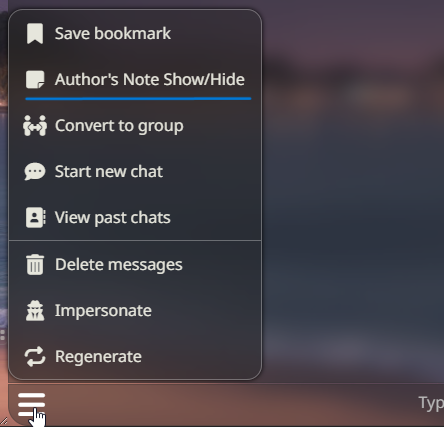 Save bookmark
Author's Note Show/Hide
Convert to group
Start new chat
View past chats
Delete messages
Impersonate
Regenerate
Typ